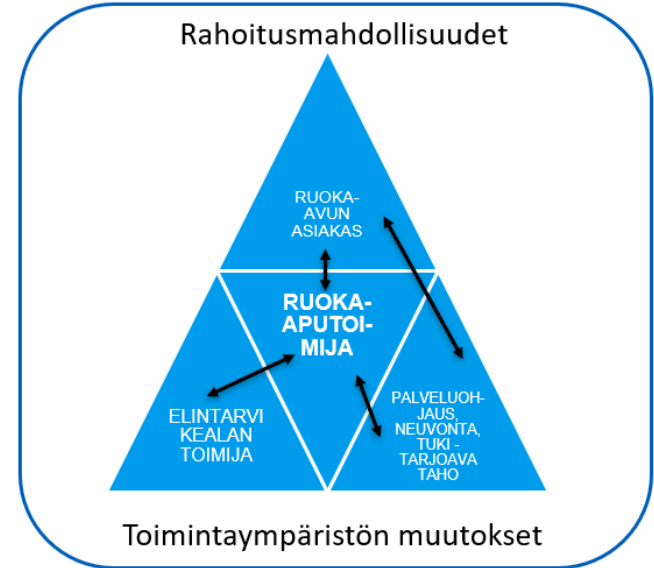 Rahoitusmahdollisuudet
RUOKA-
AVUN
ASIAKAS
RUOKA-
APUTOI-
MIJA
ELINTARVI
KEALAN
TOIMIJA
PALVELUOH-
JAUS,
NEUVONTA,
TUKI -
TARJOAVA
TAHO
Toimintaympäristön muutokset